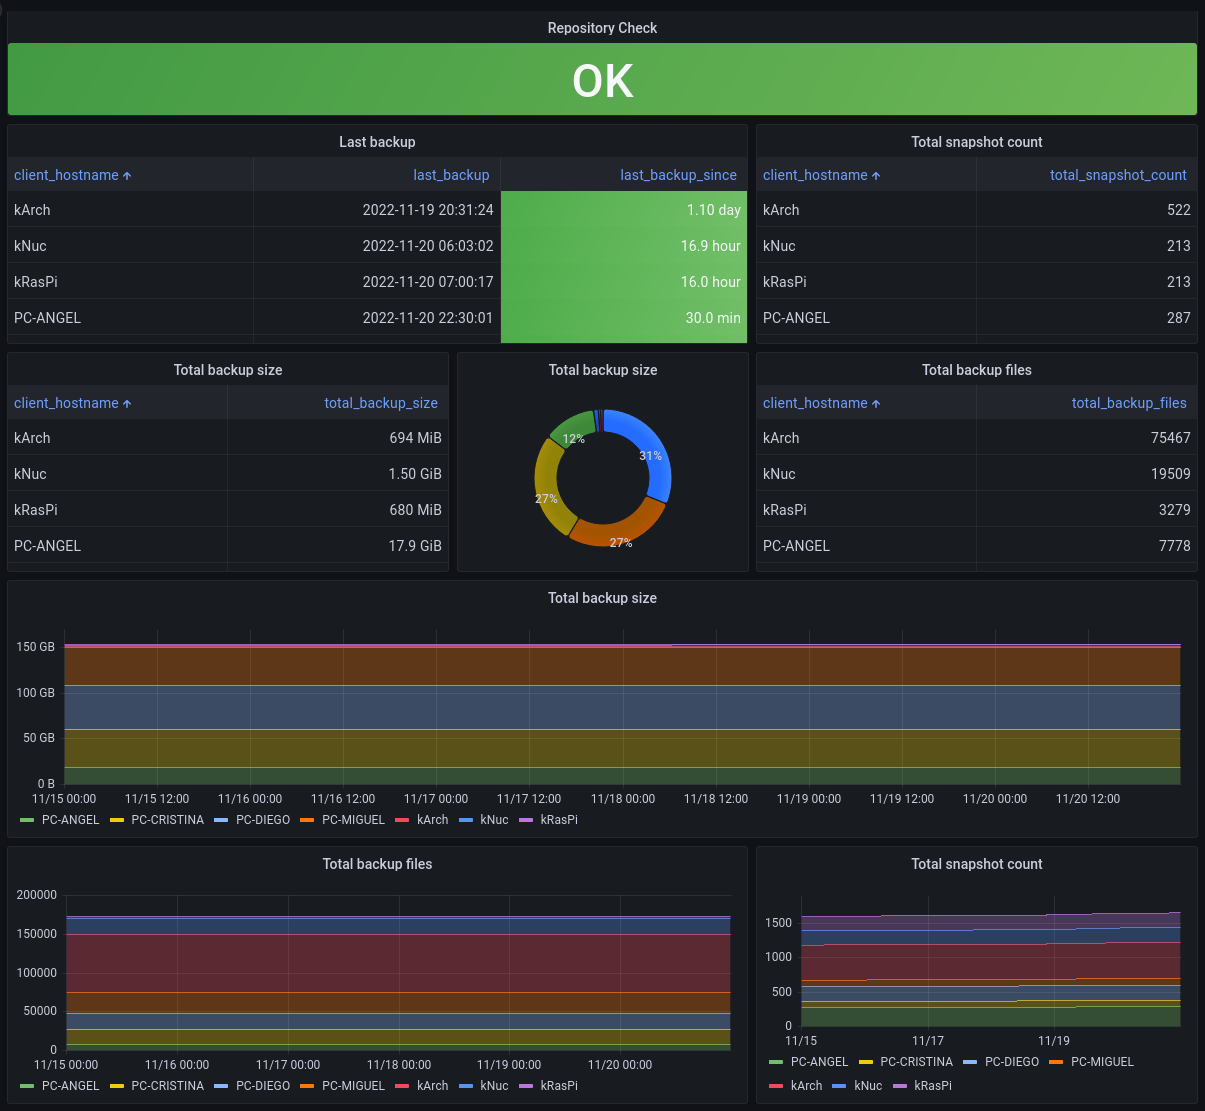 Repository Check
OK
Last backup
client_hostname last_backup last_backup_since
kArch 2022-11-19 20:31:24 1.10 day
kNuc 2022-11-20 06:03:02 16.9 hour
kRasPi 2022-11-20 07:00:17 16.0 hour
PC-ANGEL 2022-11-20 22:30:01 30.0 min
Total snapshot count
client_hostname total_snapshot_count
kArch 522
kNuc 213
kRasPi 213
PC-ANGEL 287
Total backup size
client_hostname total_backup_size
kArch 694 MiB
kNuc 1.50 GiB
kRasPi 680 MiB
PC-ANGEL 17.9 GiB
Total backup size
12%
31%
27%
27%
Total backup files
client_hostname total_backup_files
kArch 75467
kNuc 19509
kRasPi 3279
PC-ANGEL 7778
Total backup size
150 GB
100 GB
50 GB
0 B
11/15 00:00 11/15 12:00 11/16 00:00 11/16 12:00 11/17 00:00 11/17 12:00 11/18 00:00 11/18 12:00 11/19 00:00 11/19 12:00 11/20 00:00 11/20 12:00
PC-ANGEL PC-CRISTINA PC-DIEGO PC-MIGUEL kArch kNuc kRasPi
Total backup files
200000
150000
100000
50000
0
11/15 00:00 11/16 00:00 11/17 00:00 11/18 00:00 11/19 00:00 11/20 00:00
PC-ANGEL PC-CRISTINA PC-DIEGO PC-MIGUEL kArch kNuc kRasPi
Total snapshot count
1500
1000
500
0
11/15 11/17 11/19
PC-ANGEL PC-CRISTINA PC-DIEGO PC-MIGUEL
kArch kNuc kRasPi